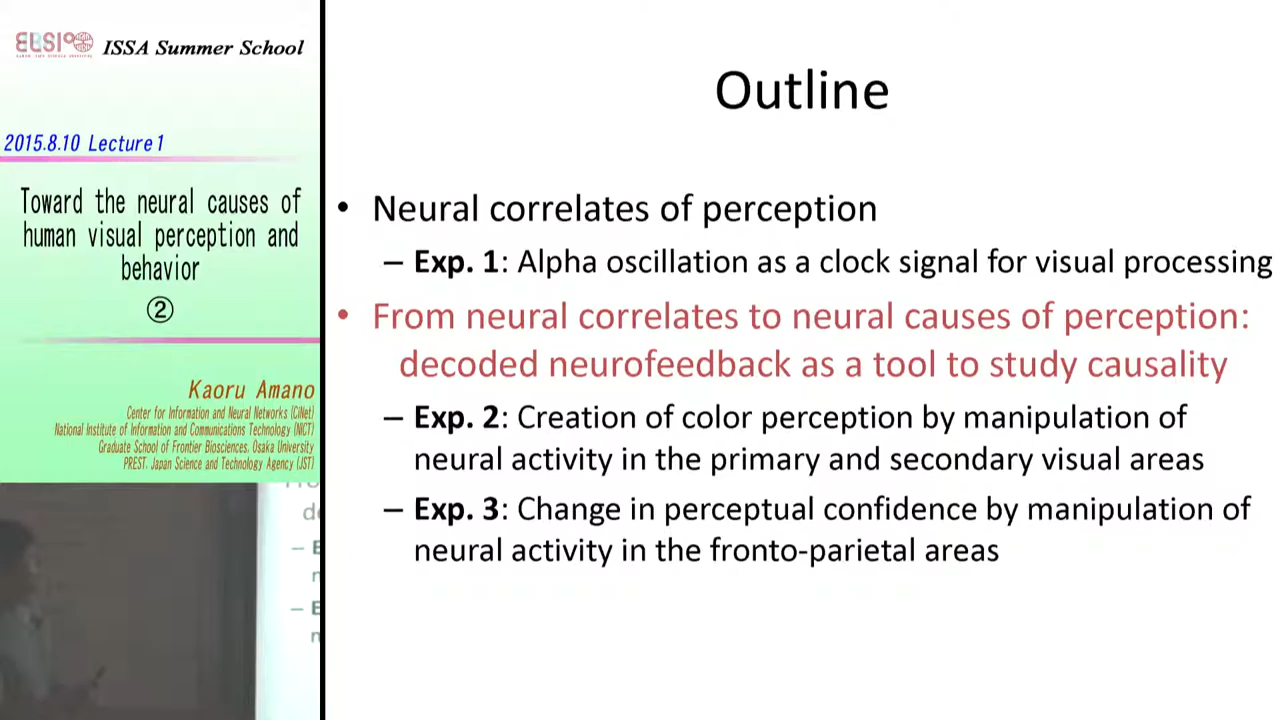 ELSI
ISSA Summer School
2015.8.10 Lecture1
Toward the neural causes of
human visual perception and
behavior
②
Kaoru Amano
Center for Information and Neural Networks (CiNet)
National Institute of Information and Communications Technology (NICT)
Graduate School of Frontier Biosciences, Osaka University
PREST, Japan Science and Technology Agency (JST)
Outline
• Neural correlates of perception
– Exp. 1: Alpha oscillation as a clock signal for visual processing
• From neural correlates to neural causes of perception:
decoded neurofeedback as a tool to study causality
– Exp. 2: Creation of color perception by manipulation of
neural activity in the primary and secondary visual areas
– Exp. 3: Change in perceptual confidence by manipulation of
neural activity in the fronto-parietal areas